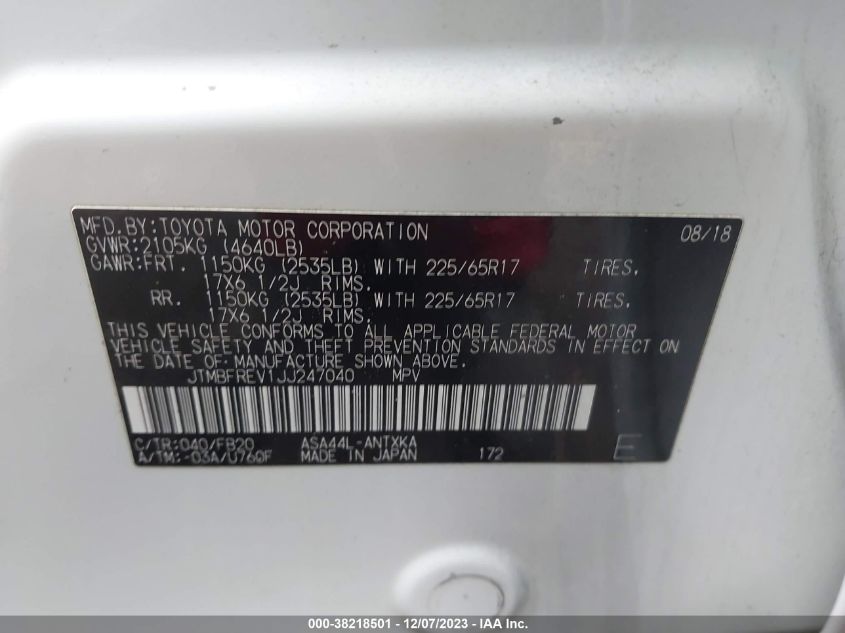 MFD.BY:TOYOTA MOTOR CORPORATION 08/18
GVWR:2105KG (4640LB)
GAWR:FRT. 1150KG (2535LB) WITH 225/65R17 TIRES.
17X6 1/2J RIMS.
RR. 1150KG (2535LB) WITH 225/65R17 TIRES.
17X6 1/2J RIMS.
THIS VEHICLE CONFORMS TO ALL APPLICABLE FEDERAL MOTOR
VEHICLE SAFETY AND THEFT PREVENTION STANDARDS IN EFFECT ON
THE DATE OF MANUFACTURE SHOWN ABOVE.
JTMBFREV1JJ247040 MPV
C/TR:040/FB20 ASA44L-ANTXKA
A/TM:-03A/U760F MADE IN JAPAN 172 E
000-38218501 - 12/07/2023 - IAA Inc.